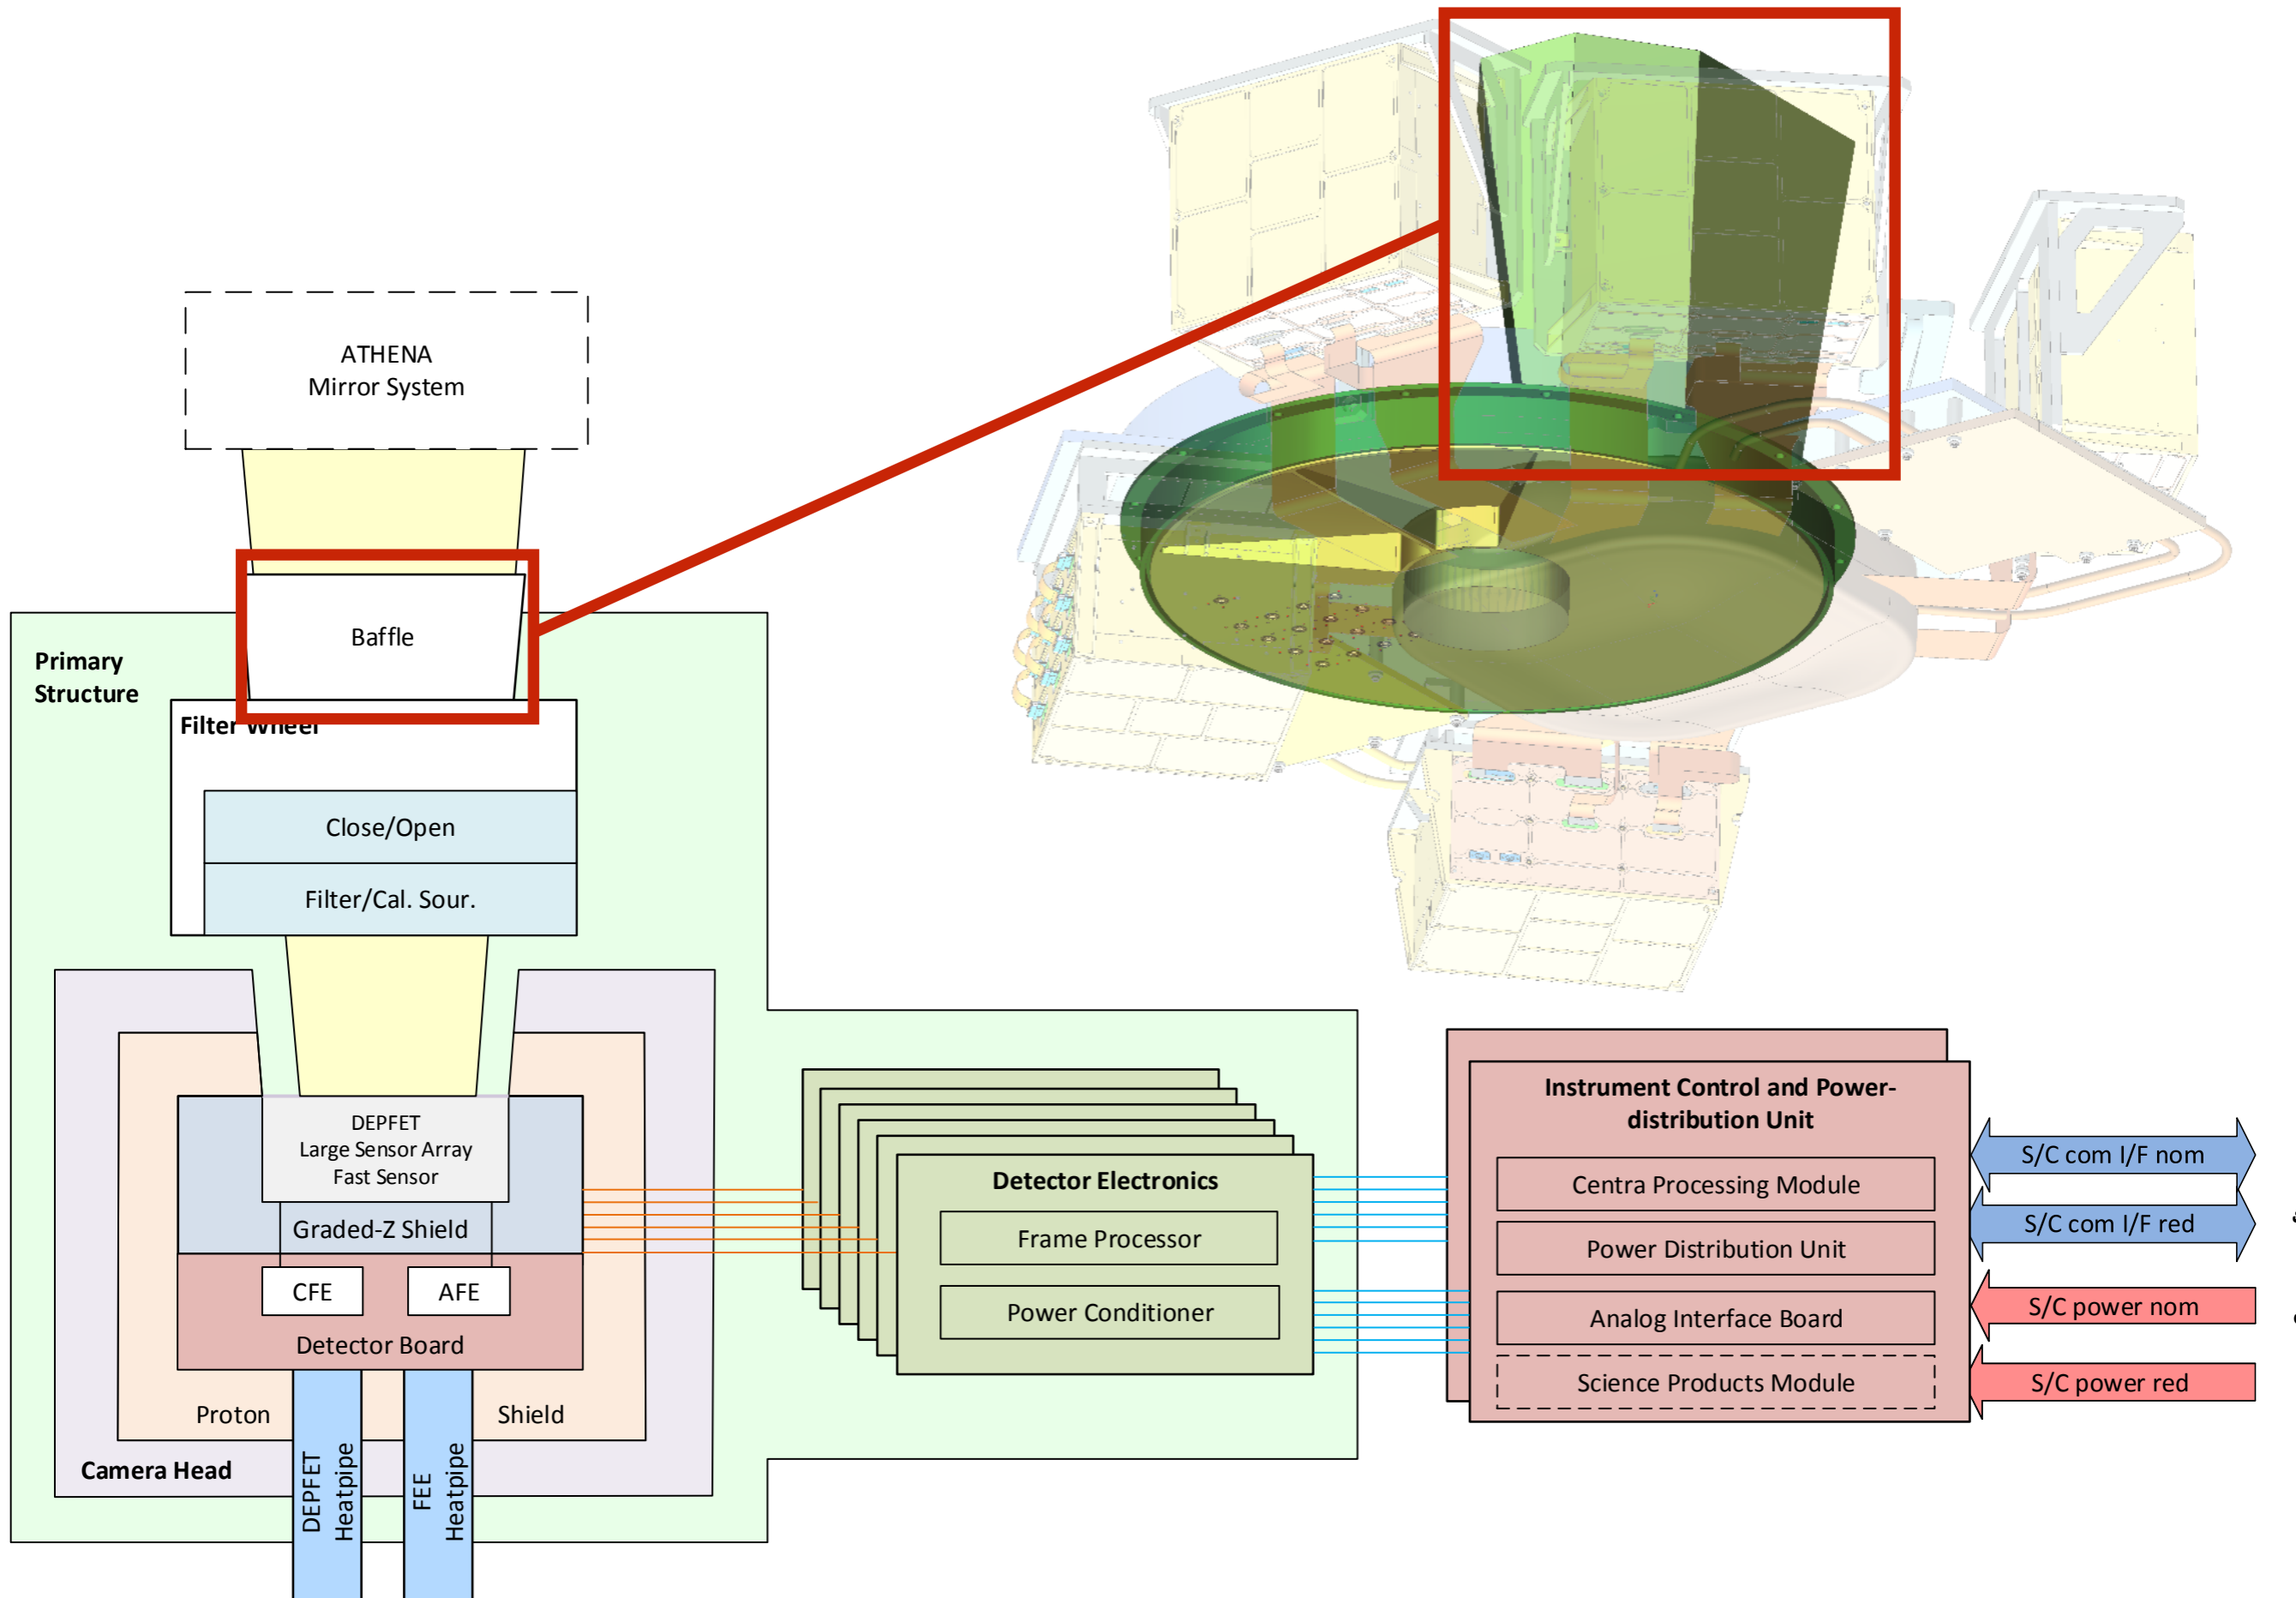 ATHENA
Mirror System
Baffle
Primary
Structure
Filter Wheel
Close/Open
Filter/Cal. Sour.
DEPFET
Large Sensor Array
Fast Sensor
Graded-Z Shield
CFE
AFE
Detector Board
Proton
Shield
Camera Head
DEPFET
Heatpipe
FEE
Heatpipe
Detector Electronics
Frame Processor
Power Conditioner
Instrument Control and Power-
distribution Unit
Centra Processing Module
Power Distribution Unit
Analog Interface Board
Science Products Module
S/C com I/F nom
S/C com I/F red
S/C power nom
S/C power red